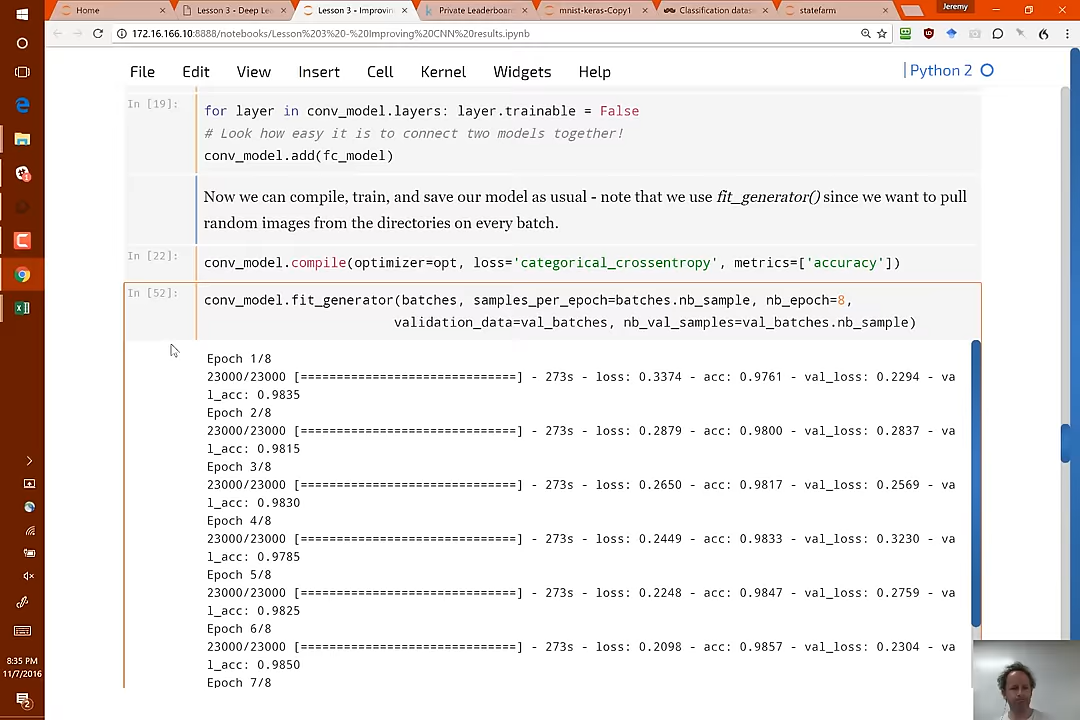 Home
Lesson 3 - Deep Le
Lesson 3 - Improvin
Private Leaderboar
mnist-keras-Copy1
Classification datas
statefarm
Jeremy
172.16.166.10:8888/notebooks/Lesson%203%20-%20Improving%20CNN%20results.ipynb
File Edit View Insert Cell Kernel Widgets Help
Python 2
In [19]:
for layer in conv_model.layers: layer.trainable = False
# Look how easy it is to connect two models together!
conv_model.add(fc_model)
Now we can compile, train, and save our model as usual - note that we use fit_generator() since we want to pull
random images from the directories on every batch.
In [22]:
conv_model.compile(optimizer=opt, loss='categorical_crossentropy', metrics=['accuracy'])
In [52]:
conv_model.fit_generator(batches, samples_per_epoch=batches.nb_sample, nb_epoch=8,
validation_data=val_batches, nb_val_samples=val_batches.nb_sample)
Epoch 1/8
23000/23000 [==============================] - 273s - loss: 0.3374 - acc: 0.9761 - val_loss: 0.2294 - va
l_acc: 0.9835
Epoch 2/8
23000/23000 [==============================] - 273s - loss: 0.2879 - acc: 0.9800 - val_loss: 0.2837 - va
l_acc: 0.9815
Epoch 3/8
23000/23000 [==============================] - 273s - loss: 0.2650 - acc: 0.9817 - val_loss: 0.2569 - va
l_acc: 0.9830
Epoch 4/8
23000/23000 [==============================] - 273s - loss: 0.2449 - acc: 0.9833 - val_loss: 0.3230 - va
l_acc: 0.9785
Epoch 5/8
23000/23000 [==============================] - 273s - loss: 0.2248 - acc: 0.9847 - val_loss: 0.2759 - va
l_acc: 0.9825
Epoch 6/8
23000/23000 [==============================] - 273s - loss: 0.2098 - acc: 0.9857 - val_loss: 0.2304 - va
l_acc: 0.9850
Epoch 7/8
8:35 PM
11/7/2016